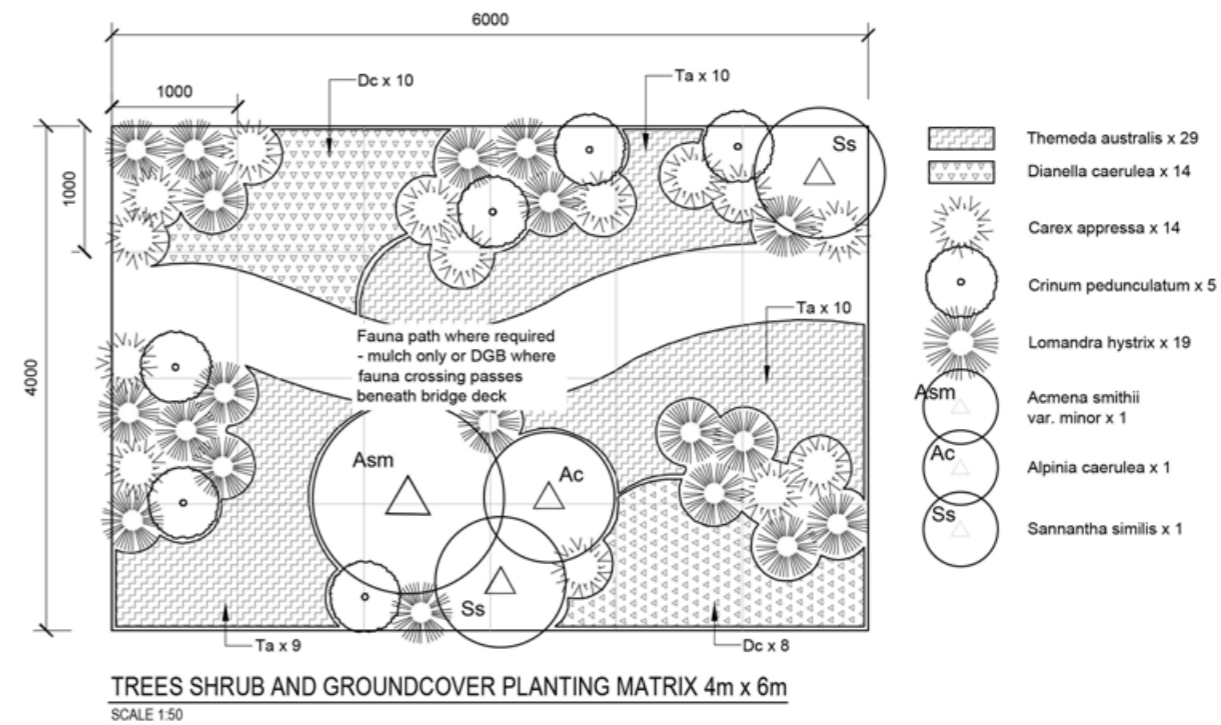 6000
Dc x 10
Ta x 10
1000
Ss
1000
4000
Ta x 10
Fauna path where required
- mulch only or DGB where
fauna crossing passes
beneath bridge deck
Asm
Ac
Ss
Ta x 9
Dc x 8
Themeda australis x 29
Dianella caerulea x 14
Carex appressa x 14
Crinum pedunculatum x 5
Lomandra hystrix x 19
Asm
Acmena smithii
var. minor x 1
Ac
Alpinia caerulea x 1
Ss
Sannantha similis x 1
TREES SHRUB AND GROUNDCOVER PLANTING MATRIX 4m x 6m
SCALE 1:50